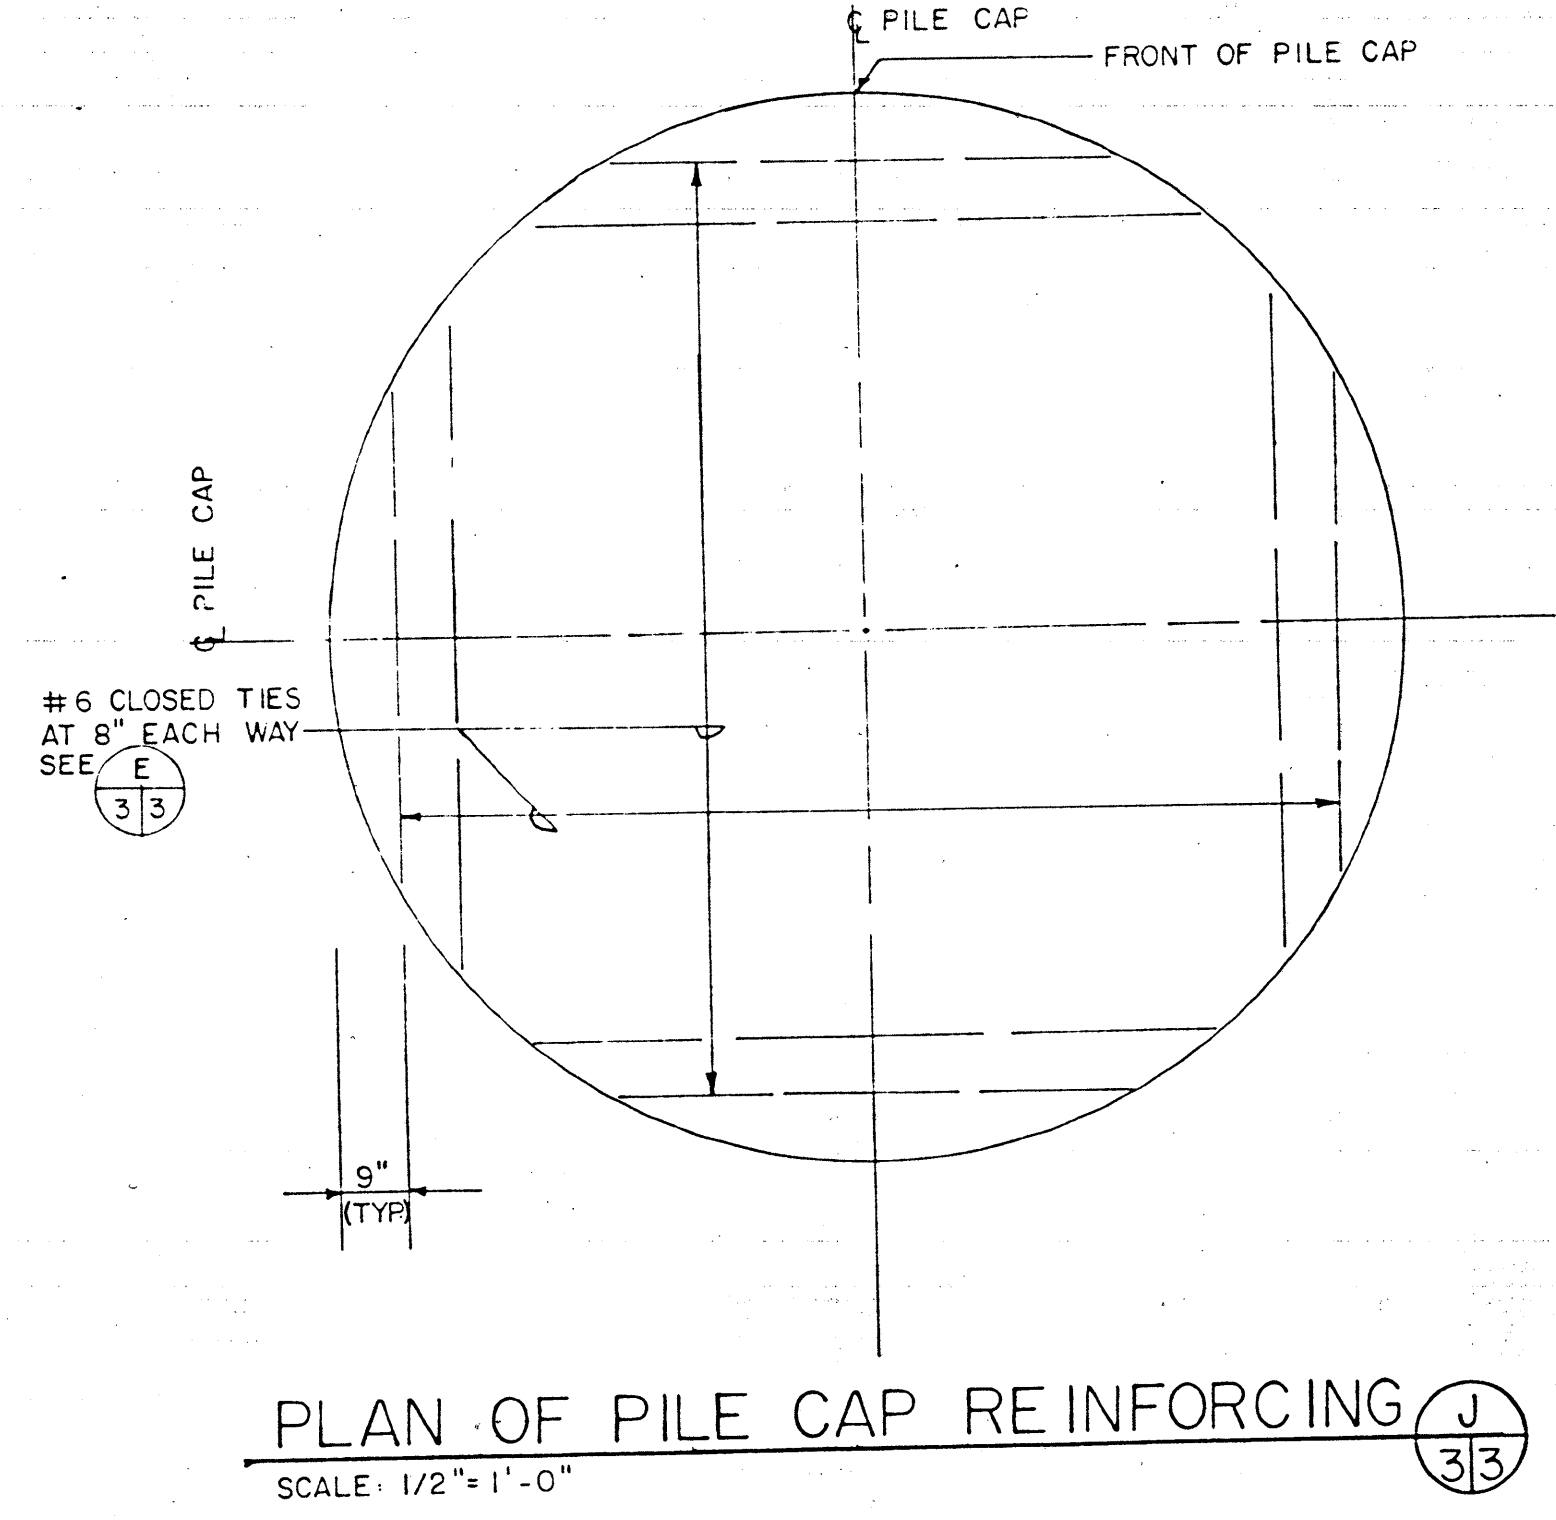 ℄ PILE CAP
FRONT OF PILE CAP
℄ PILE CAP
#6 CLOSED TIES
AT 8" EACH WAY
SEE E
3 3
9"
(TYP.)
PLAN OF PILE CAP REINFORCING J
3 3
SCALE: 1/2"= 1'-0"